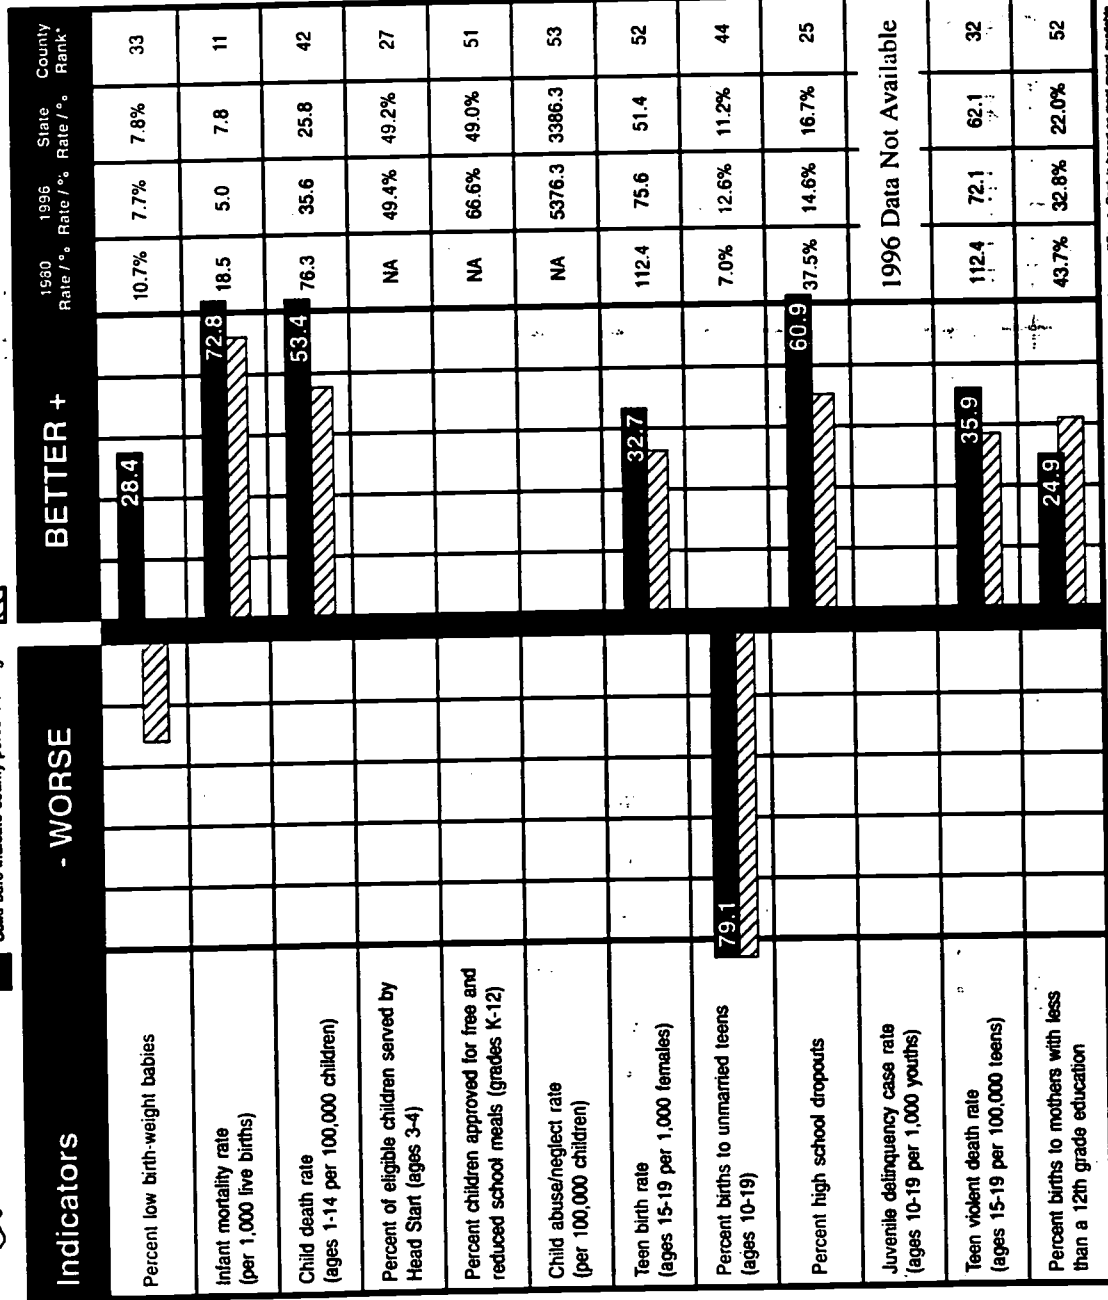 Indicators - WORSE BETTER + 1980 Rate / % 1996 Rate / % State Rate / % County Rank*
Percent low birth-weight babies 28.4 10.7% 7.7% 7.8% 33
Infant mortality rate
(per 1,000 live births) 72.8 18.5 5.0 7.8 11
Child death rate
(ages 1-14 per 100,000 children) 53.4 76.3 35.6 25.8 42
Percent of eligible children served by
Head Start (ages 3-4) NA 49.4% 49.2% 27
Percent children approved for free and
reduced school meals (grades K-12) NA 66.6% 49.0% 51
Child abuse/neglect rate
(per 100,000 children) NA 5376.3 3386.3 53
Teen birth rate
(ages 15-19 per 1,000 females) 32.7 112.4 75.6 51.4 52
Percent births to unmarried teens
(ages 10-19) 79.1 7.0% 12.6% 11.2% 44
Percent high school dropouts 60.9 37.5% 14.6% 16.7% 25
Juvenile delinquency case rate
(ages 10-19 per 1,000 youths) 1996 Data Not Available
Teen violent death rate
(ages 15-19 per 100,000 teens) 35.9 112.4 72.1 62.1 32
Percent births to mothers with less
than a 12th grade education 24.9 43.7% 32.8% 22.0% 52